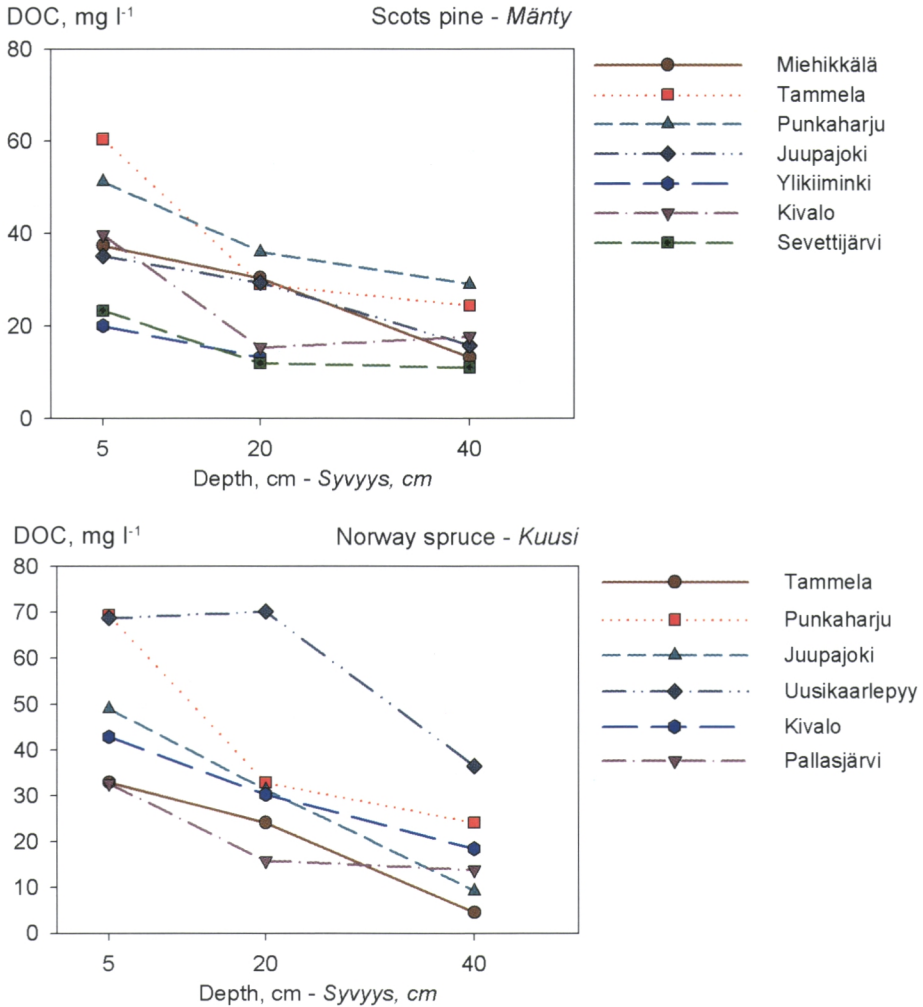 DOC, mg l⁻¹ Scots pine - Mänty
80
60
40
20
0
5 20 40
Depth, cm - Syvyys, cm
Miehikkälä
Tammela
Punkaharju
Juupajoki
Ylikiiminki
Kivalo
Sevettijärvi
DOC, mg l⁻¹ Norway spruce - Kuusi
80
70
60
50
40
30
20
10
0
5 20 40
Depth, cm - Syvyys, cm
Tammela
Punkaharju
Juupajoki
Uusikaarlepyy
Kivalo
Pallasjärvi